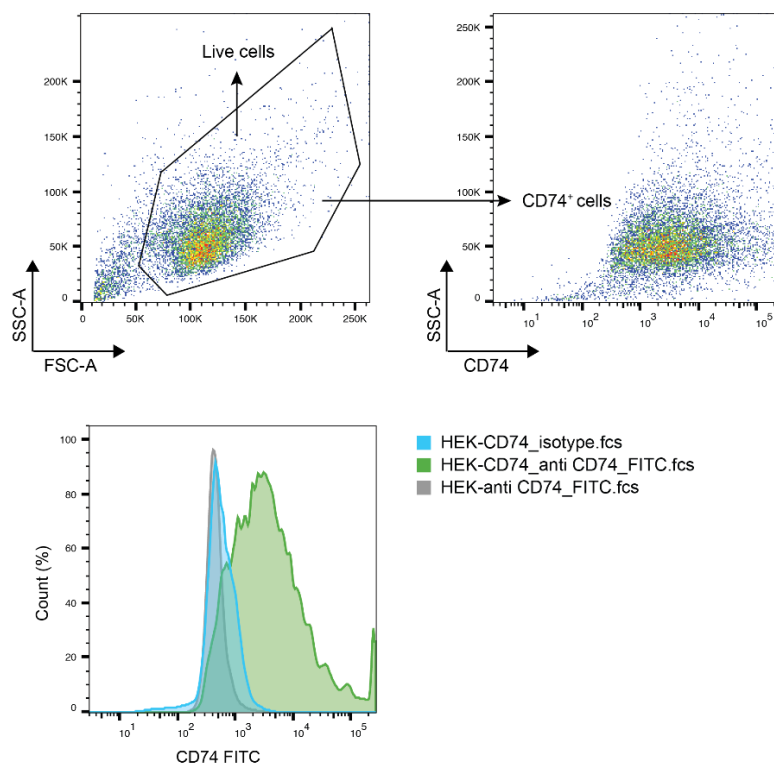 Live cells
200K
150K
100K
50K
0
SSC-A
0 50K 100K 150K 200K 250K
FSC-A
CD74⁺ cells
250K
200K
150K
100K
50K
0
SSC-A
10¹ 10² 10³ 10⁴ 10⁵
CD74
100
80
60
40
20
0
Count (%)
10¹ 10² 10³ 10⁴ 10⁵
CD74 FITC
HEK-CD74_isotype.fcs
HEK-CD74_anti CD74_FITC.fcs
HEK-anti CD74_FITC.fcs